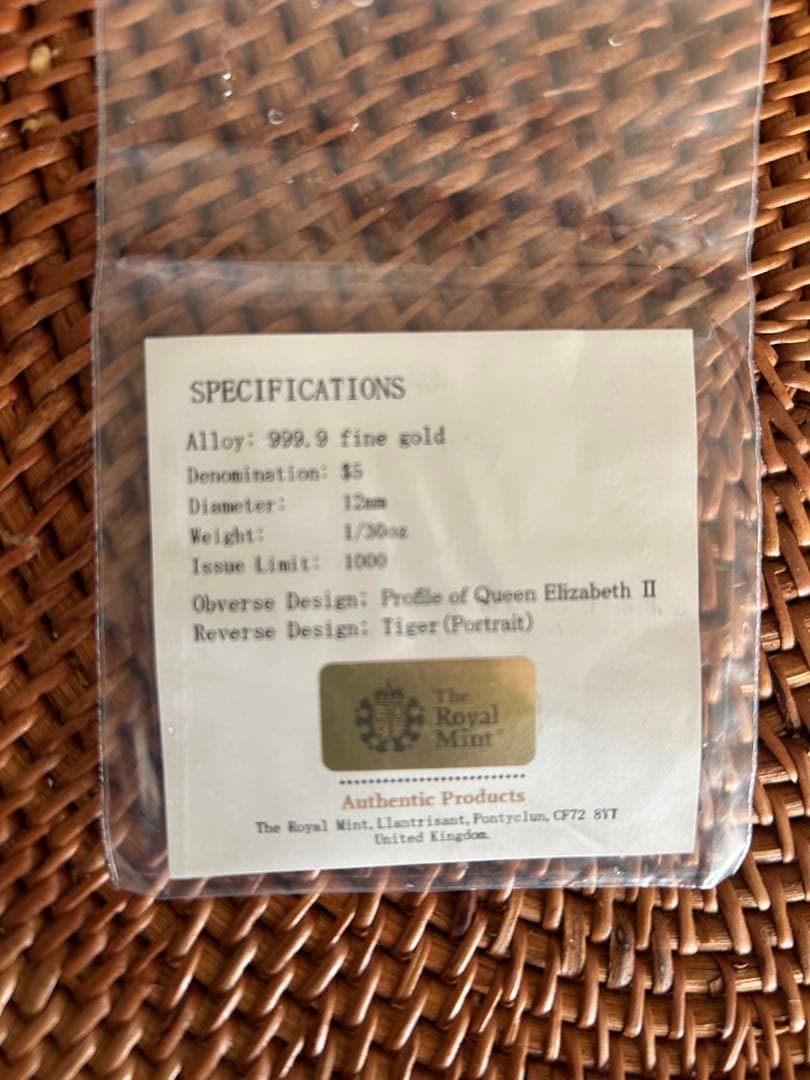 SPECIFICATIONS
Alloy: 999.9 fine gold
Denomination: $5
Diameter: 12mm
Weight: 1/30oz
Issue Limit: 1000
Obverse Design: Profile of Queen Elizabeth II
Reverse Design: Tiger(Portrait)
The
Royal
Mint®
Authentic Products
The Royal Mint, Llantrisant, Pontyclun, CF72 8YT
United Kingdom.